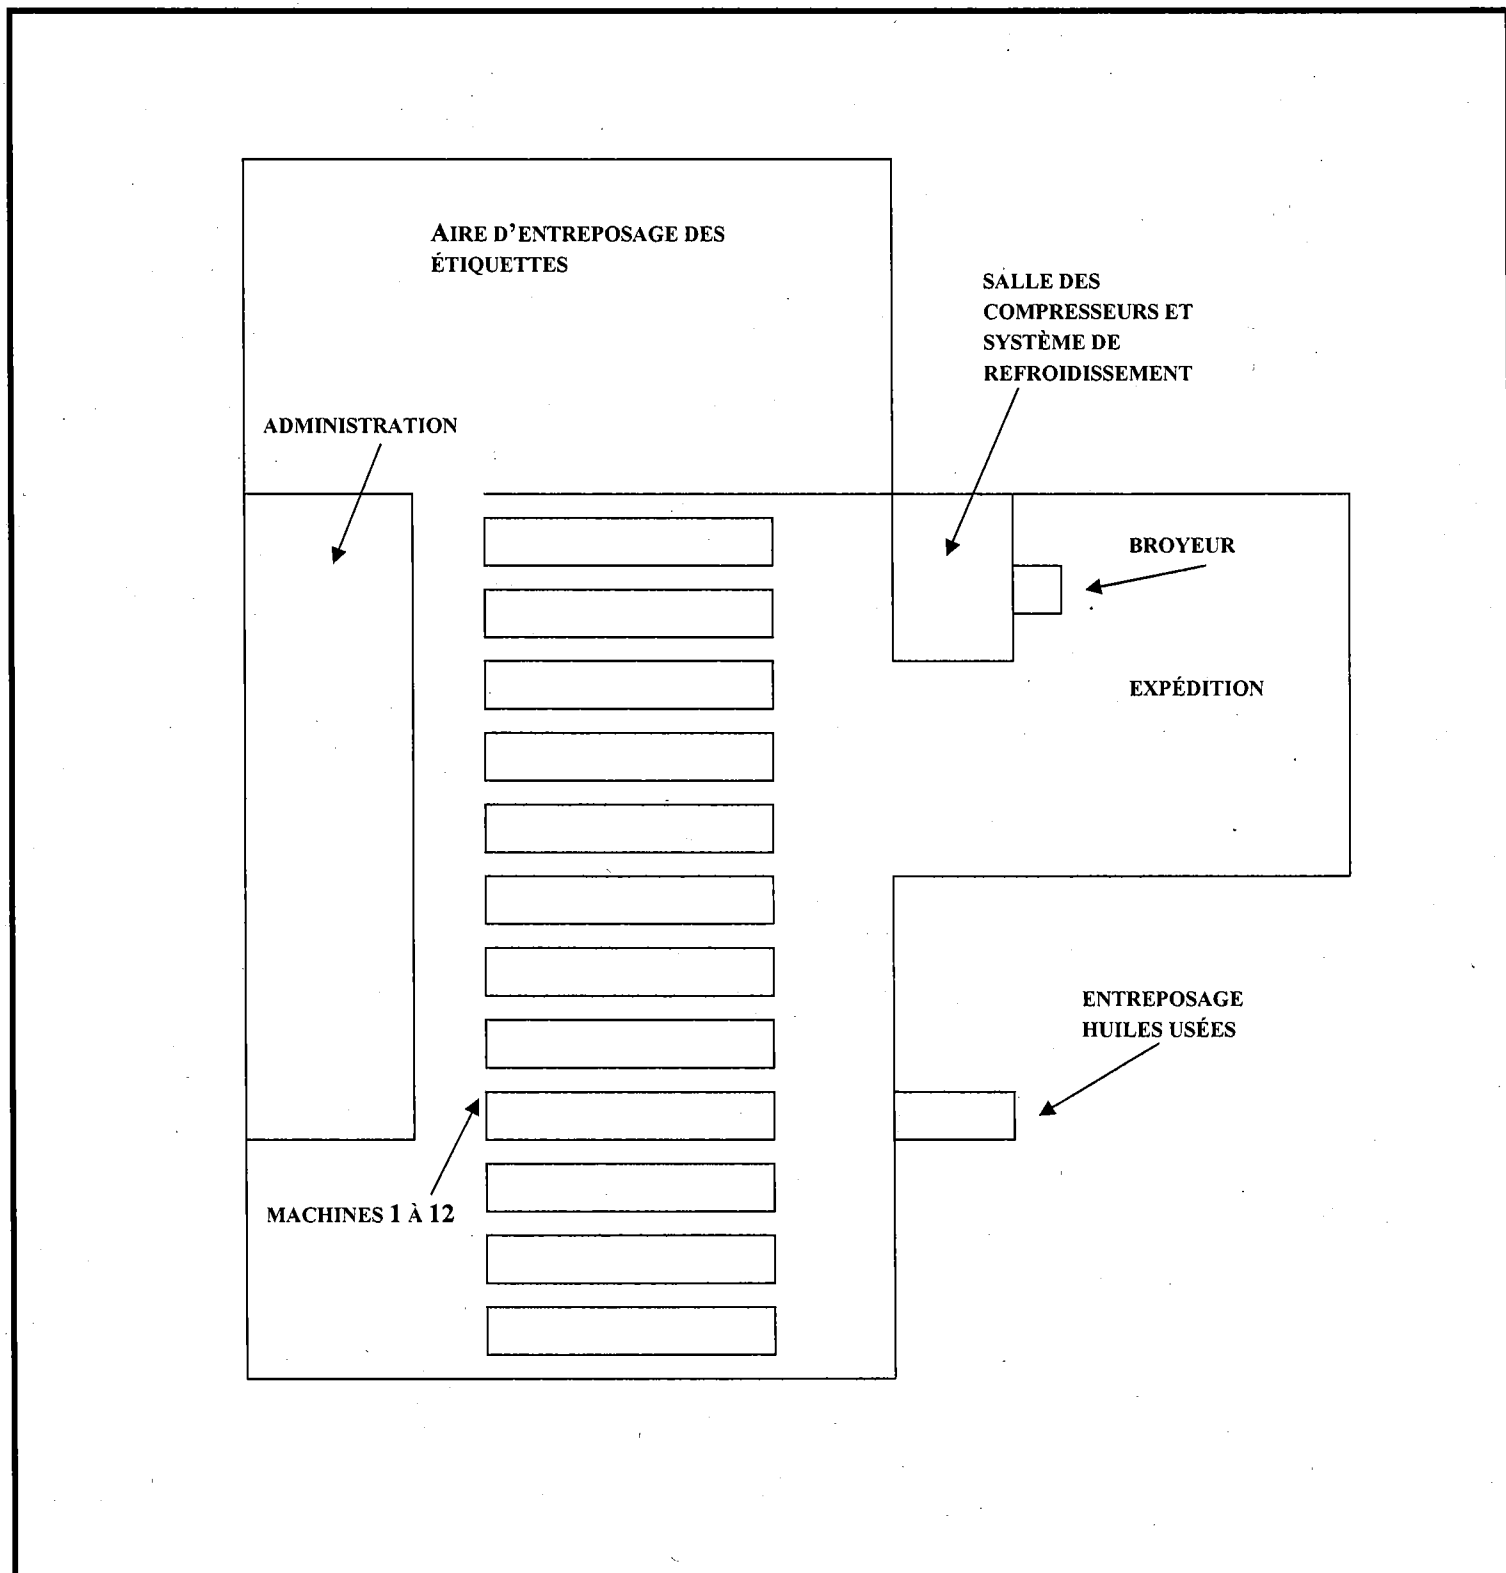 AIRE D'ENTREPOSAGE DES
ÉTIQUETTES
SALLE DES
COMPRESSEURS ET
SYSTÈME DE
REFROIDISSEMENT
ADMINISTRATION
BROYEUR
EXPÉDITION
ENTREPOSAGE
HUILES USÉES
MACHINES 1 À 12